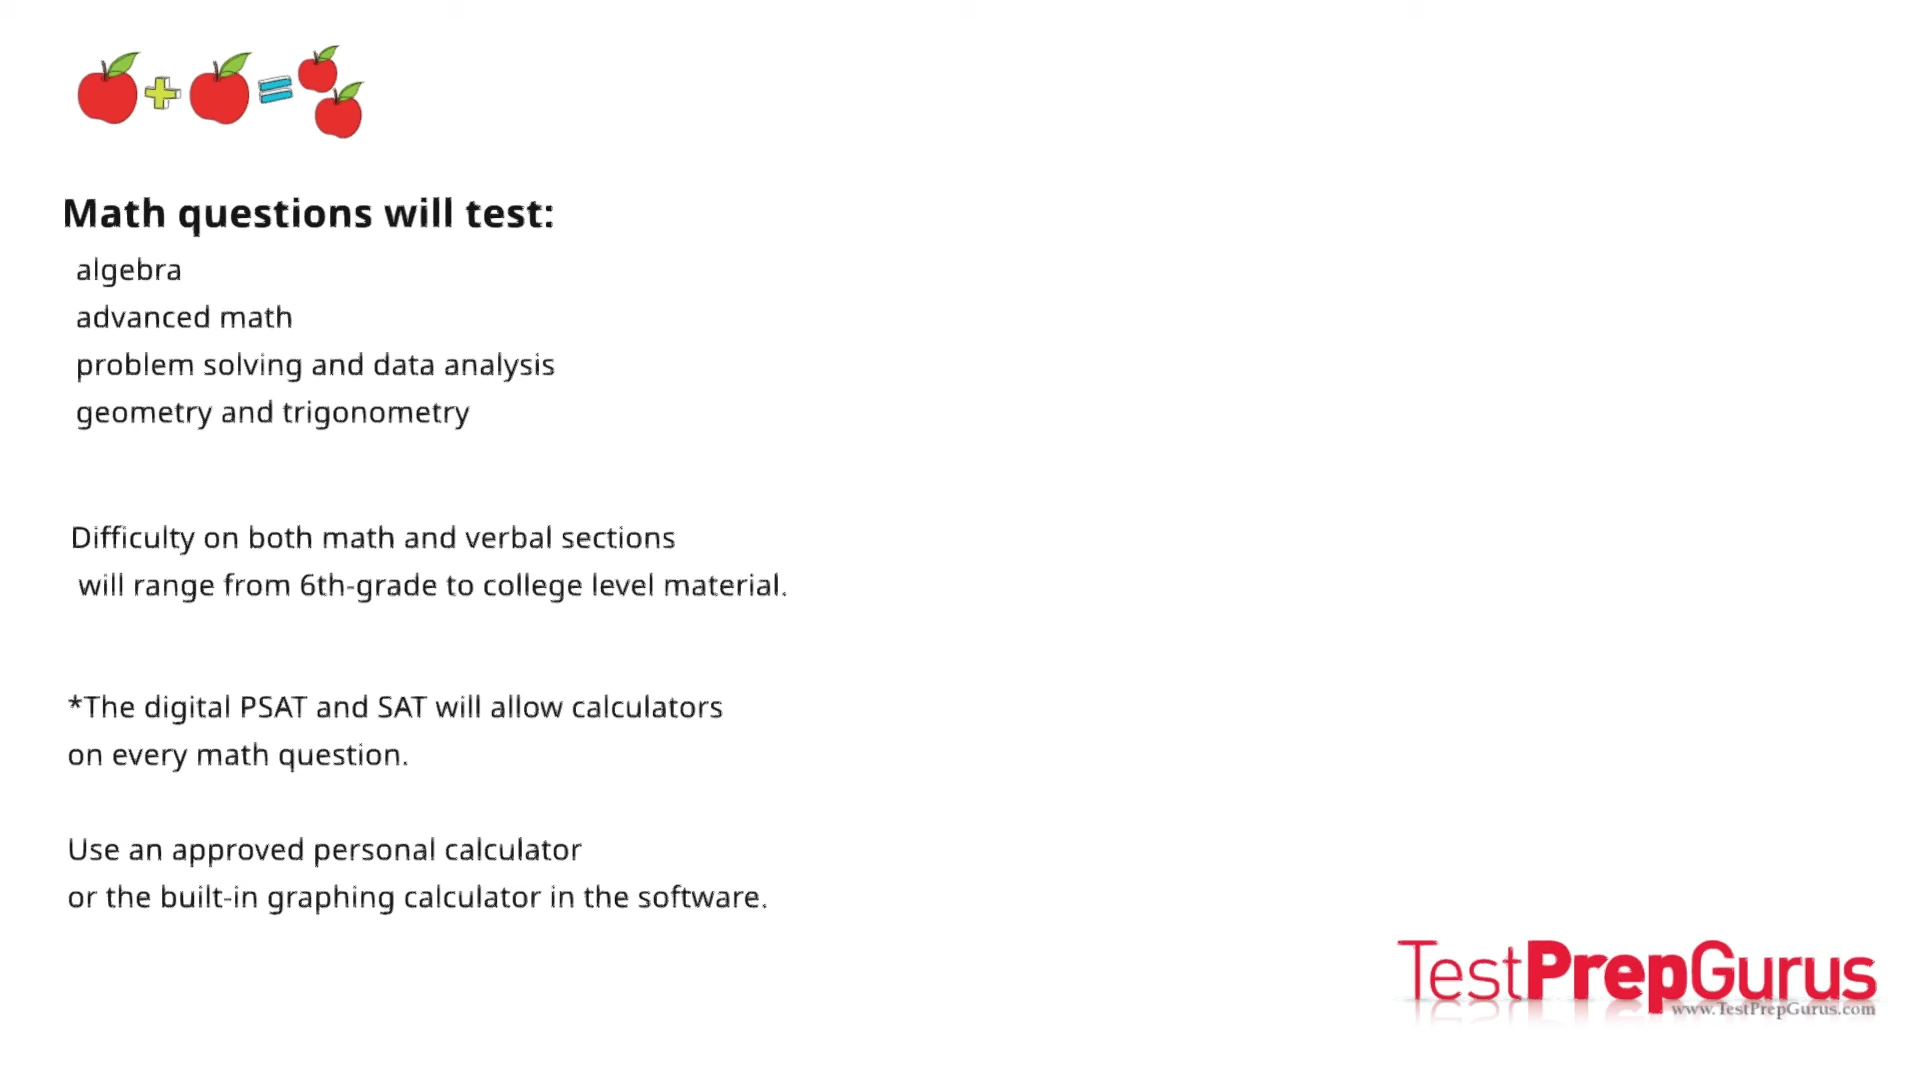 Math questions will test:
algebra
advanced math
problem solving and data analysis
geometry and trigonometry
Difficulty on both math and verbal sections
will range from 6th-grade to college level material.
*The digital PSAT and SAT will allow calculators
on every math question.
Use an approved personal calculator
or the built-in graphing calculator in the software.
TestPrepGurus
www.TestPrepGurus.com